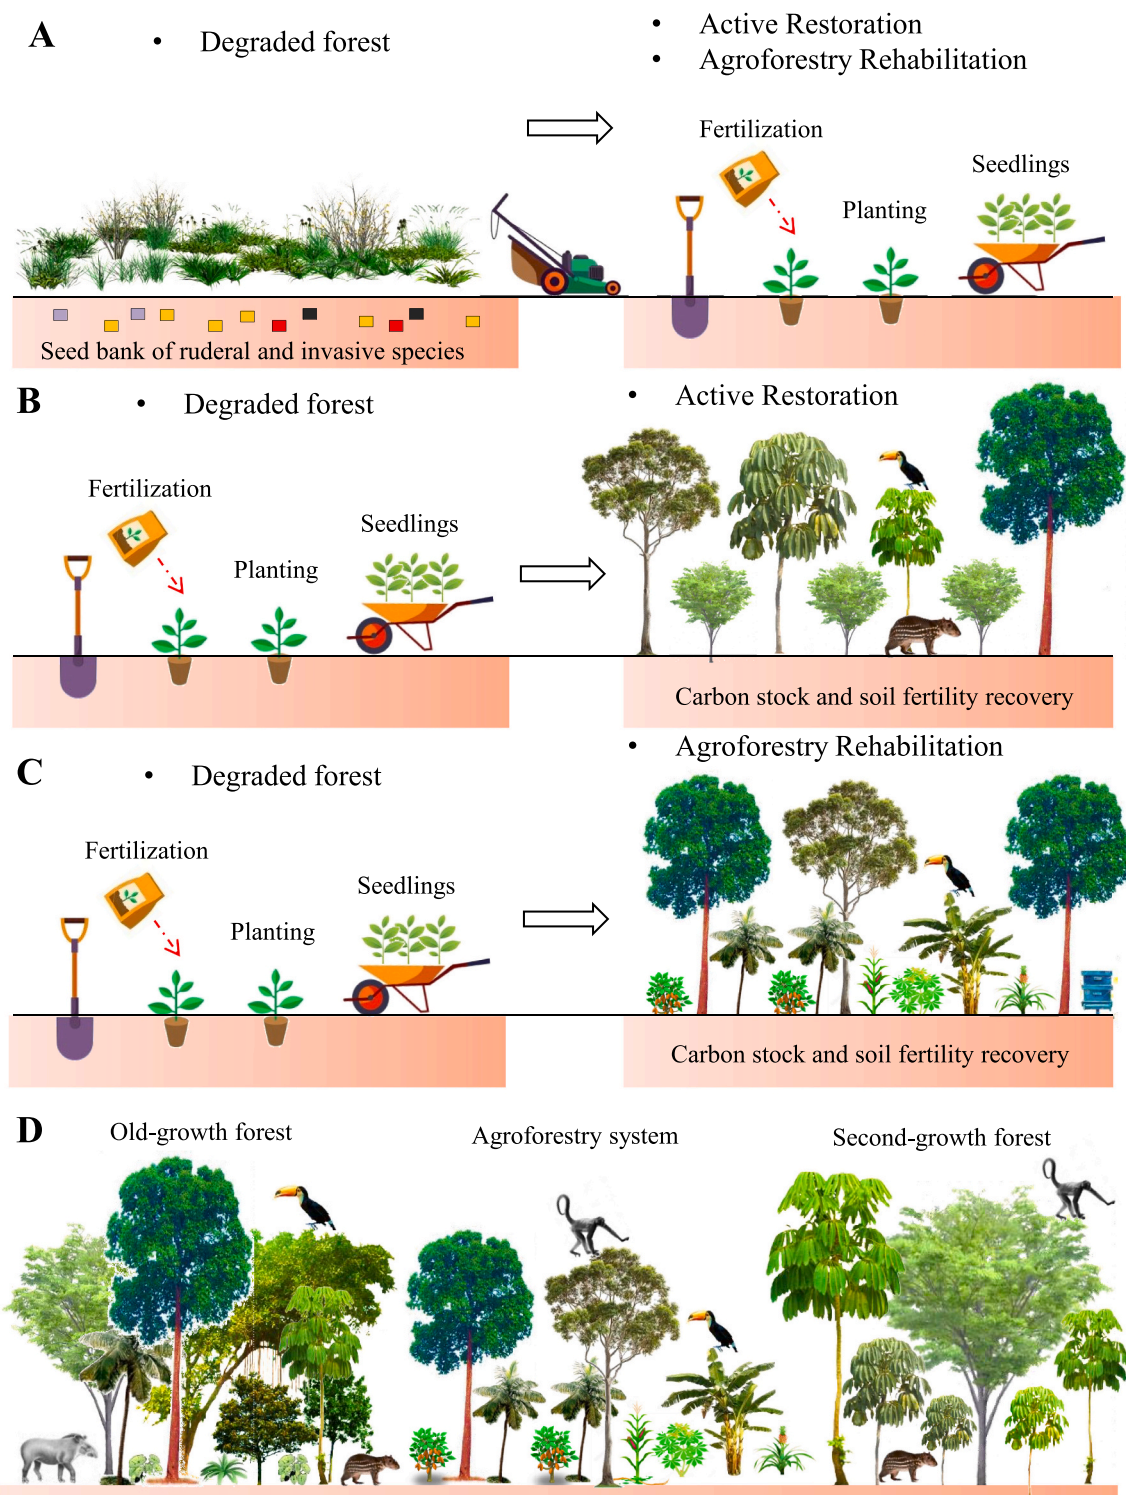 A
• Degraded forest
• Active Restoration
• Agroforestry Rehabilitation
Fertilization
Seedlings
Planting
Seed bank of ruderal and invasive species
B
• Degraded forest
• Active Restoration
Fertilization
Seedlings
Planting
Carbon stock and soil fertility recovery
C
• Degraded forest
• Agroforestry Rehabilitation
Fertilization
Seedlings
Planting
Carbon stock and soil fertility recovery
D
Old-growth forest
Agroforestry system
Second-growth forest